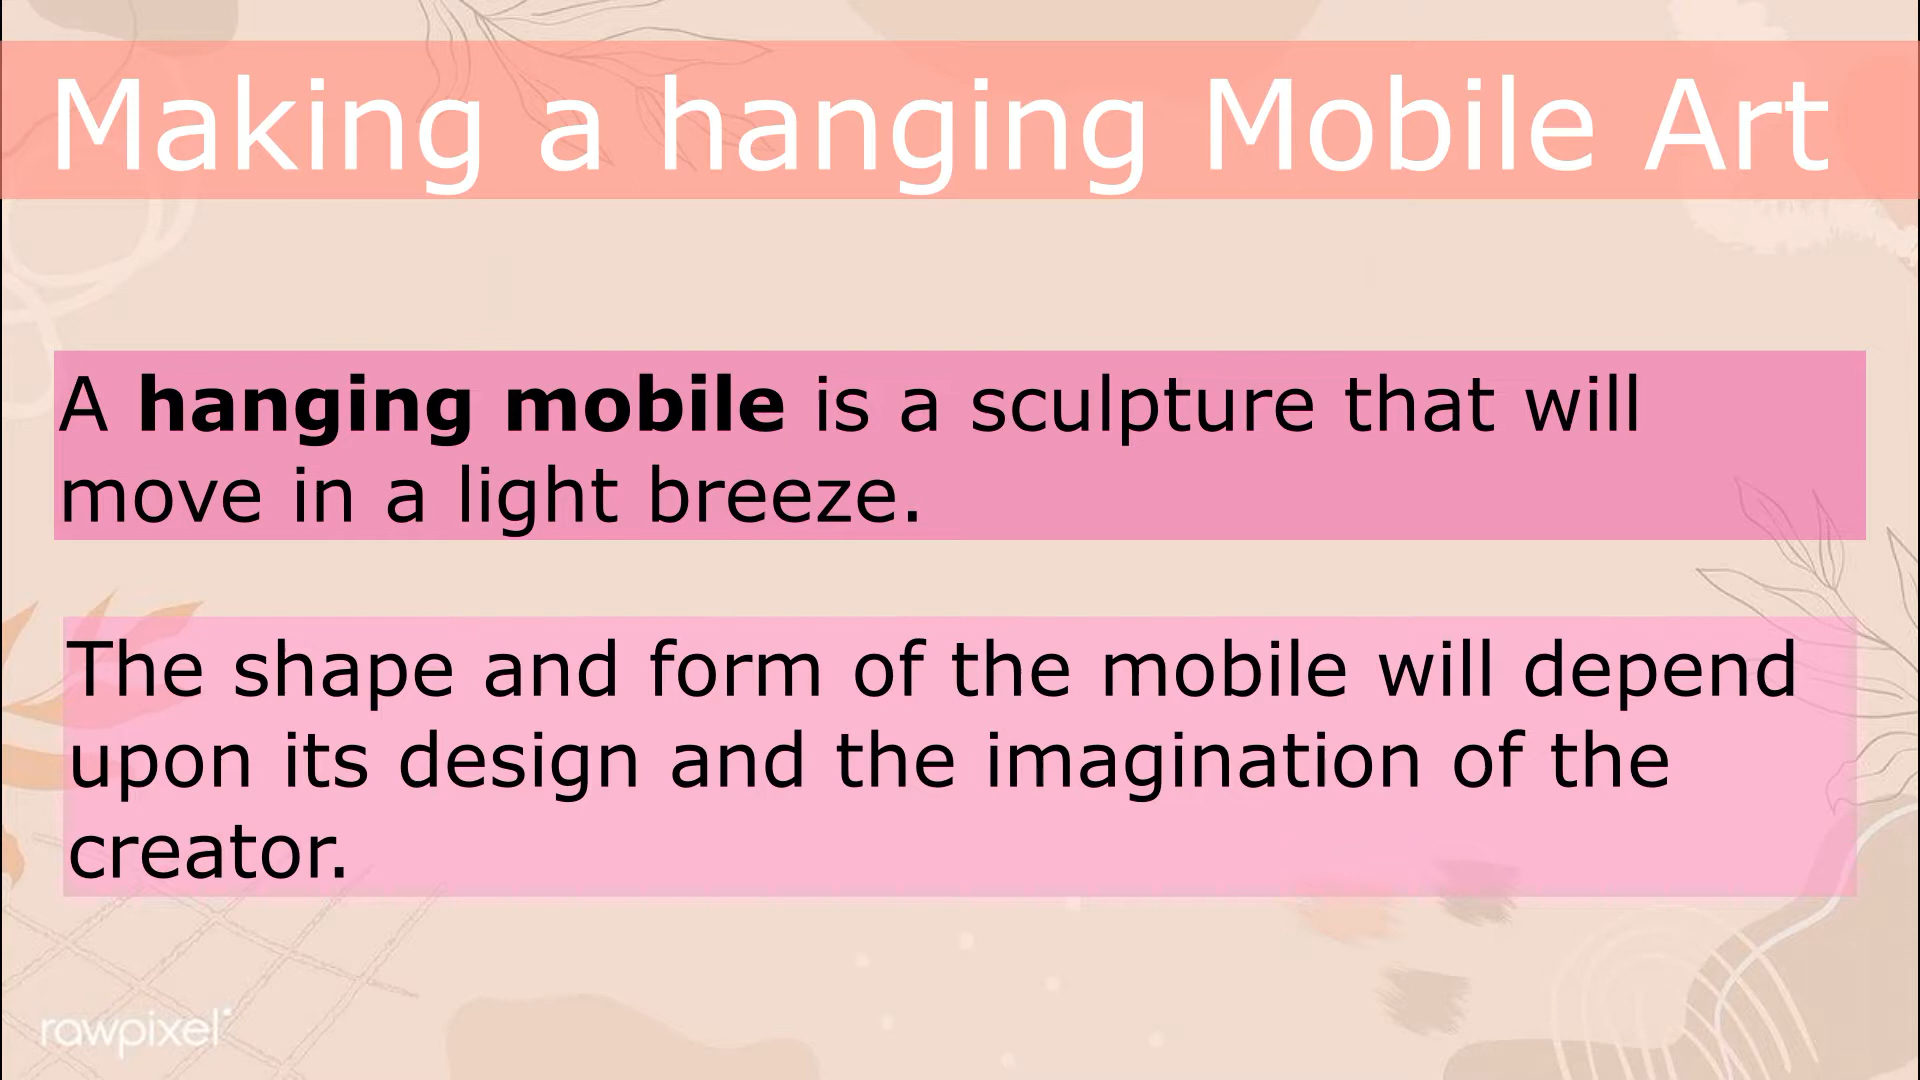 Making a hanging Mobile Art
A hanging mobile is a sculpture that will
move in a light breeze.
The shape and form of the mobile will depend
upon its design and the imagination of the
creator.
rawpixel